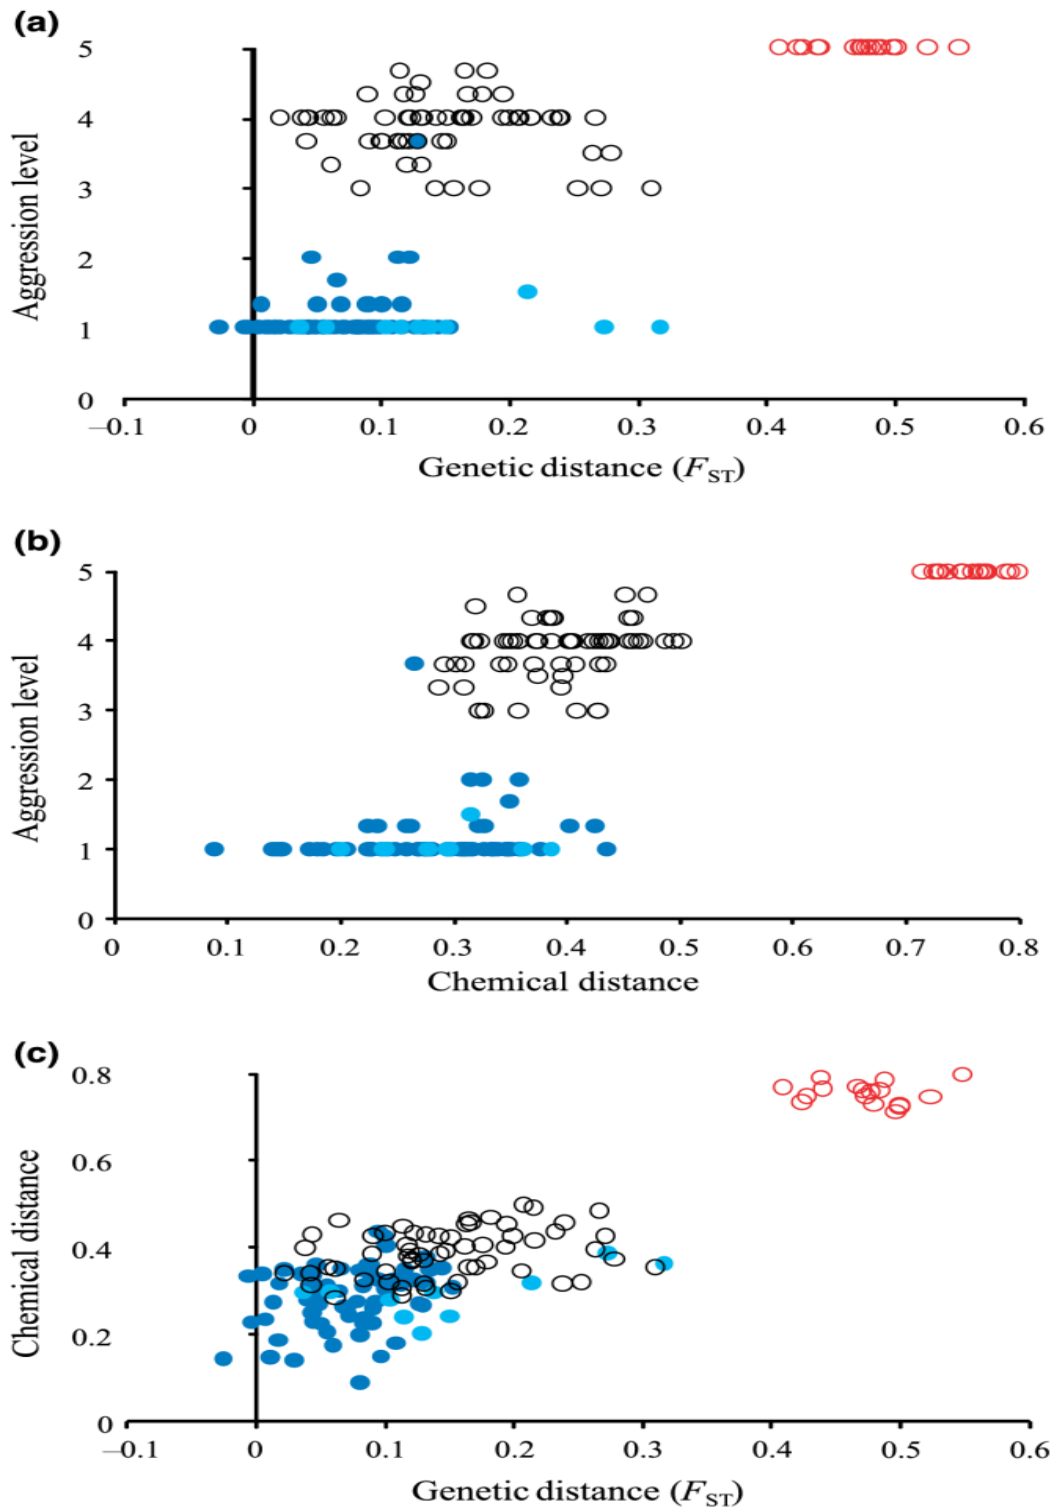 (a)
5
4
3
2
1
0
Aggression level
–0.1 0 0.1 0.2 0.3 0.4 0.5 0.6
Genetic distance (FST)
(b)
5
4
3
2
1
0
Aggression level
0 0.1 0.2 0.3 0.4 0.5 0.6 0.7 0.8
Chemical distance
(c)
0.8
0.6
0.4
0.2
0
Chemical distance
–0.1 0 0.1 0.2 0.3 0.4 0.5 0.6
Genetic distance (FST)